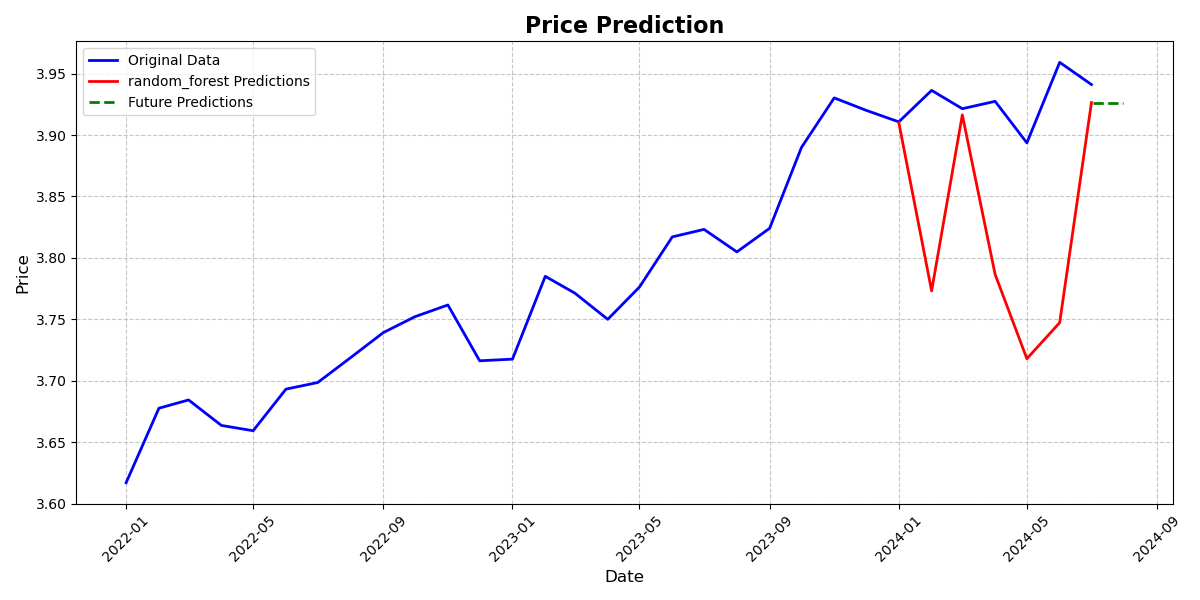 Price Prediction
Original Data
random_forest Predictions
Future Predictions
Price
3.95
3.90
3.85
3.80
3.75
3.70
3.65
3.60
2022-01
2022-05
2022-09
2023-01
2023-05
2023-09
2024-01
2024-05
2024-09
Date